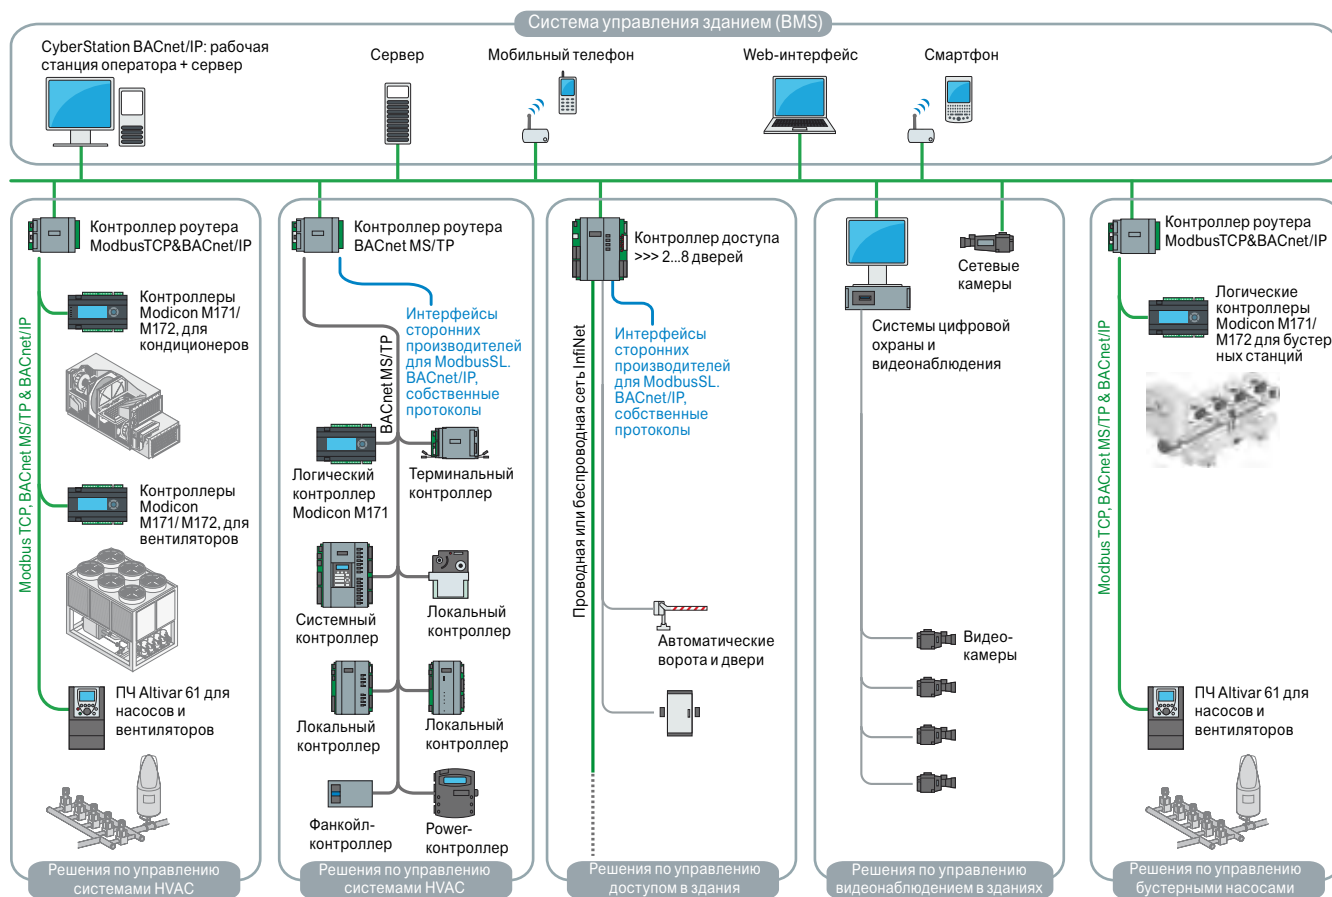 Система управления зданием (BMS)
CyberStation BACnet/IP: рабочая
станция оператора + сервер
Сервер
Мобильный телефон
Web-интерфейс
Смартфон
Контроллер роутера
ModbusTCP&BACnet/IP
Modbus TCP, BACnet MS/TP & BACnet/IP
Контроллеры
Modicon M171/
M172, для
кондиционеров
Контроллеры
Modicon
M171/ M172, для
вентиляторов
ПЧ Altivar 61 для
насосов и
вентиляторов
Решения по управлению
системами HVAC
Контроллер роутера
BACnet MS/TP
Интерфейсы
сторонних
производителей
для ModbusSL.
BACnet/IP,
собственные
протоколы
BACnet MS/TP
Логический
контроллер
Modicon M171
Терминальный
контроллер
Системный
контроллер
Локальный
контроллер
Локальный
контроллер
Локальный
контроллер
Фанкойл-
контроллер
Power-
контроллер
Решения по управлению
системами HVAC
Контроллер доступа
>>> 2...8 дверей
Интерфейсы
сторонних
производителей
для ModbusSL.
BACnet/IP,
собственные
протоколы
Проводная или беспроводная сеть InfiNet
Автоматические
ворота и двери
Решения по управлению
доступом в здания
Сетевые
камеры
Системы цифровой
охраны и
видеонаблюдения
Видео-
камеры
Решения по управлению
видеонаблюдением в зданиях
Контроллер роутера
ModbusTCP&BACnet/IP
Modbus TCP, BACnet MS/TP & BACnet/IP
Логические
контроллеры
Modicon M171/
M172 для бустер
ных станций
ПЧ Altivar 61 для
насосов и
вентиляторов
Решения по управлению
бустерными насосами